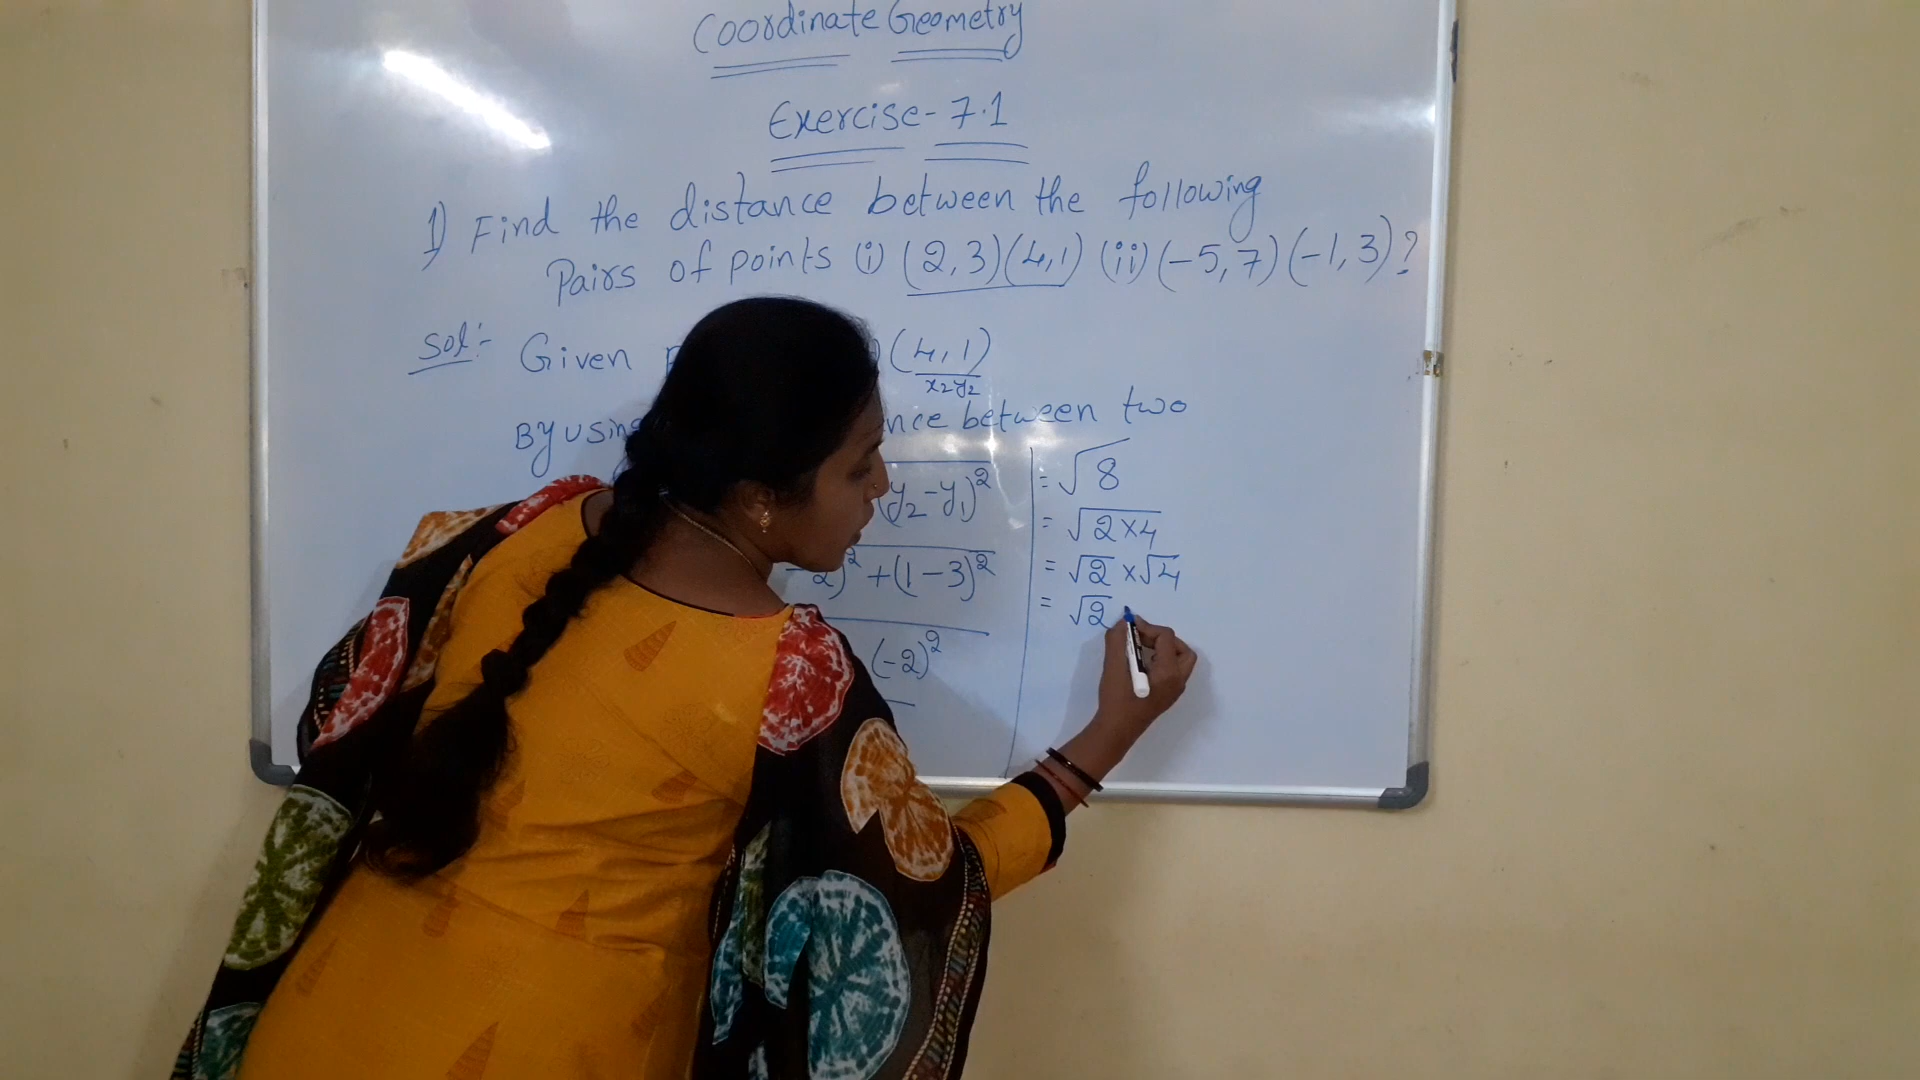 Coordinate Geometry
Exercise-7.1
1) Find the distance between the following
Pairs of points (i) (2,3)(4,1) (ii)(-5,7)(-1,3)?
Sol:- Given (4,1)
x₂y₂
By using between two
(y₂-y₁)²
-2)²+(1-3)²
(-2)²
=√8
=√2×4
=√2×√4
=√2